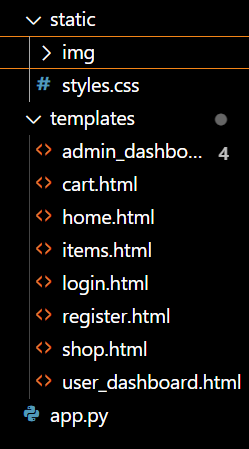 static
img
# styles.css
templates
<> admin_dashbo... 4
<> cart.html
<> home.html
<> items.html
<> login.html
<> register.html
<> shop.html
<> user_dashboard.html
app.py